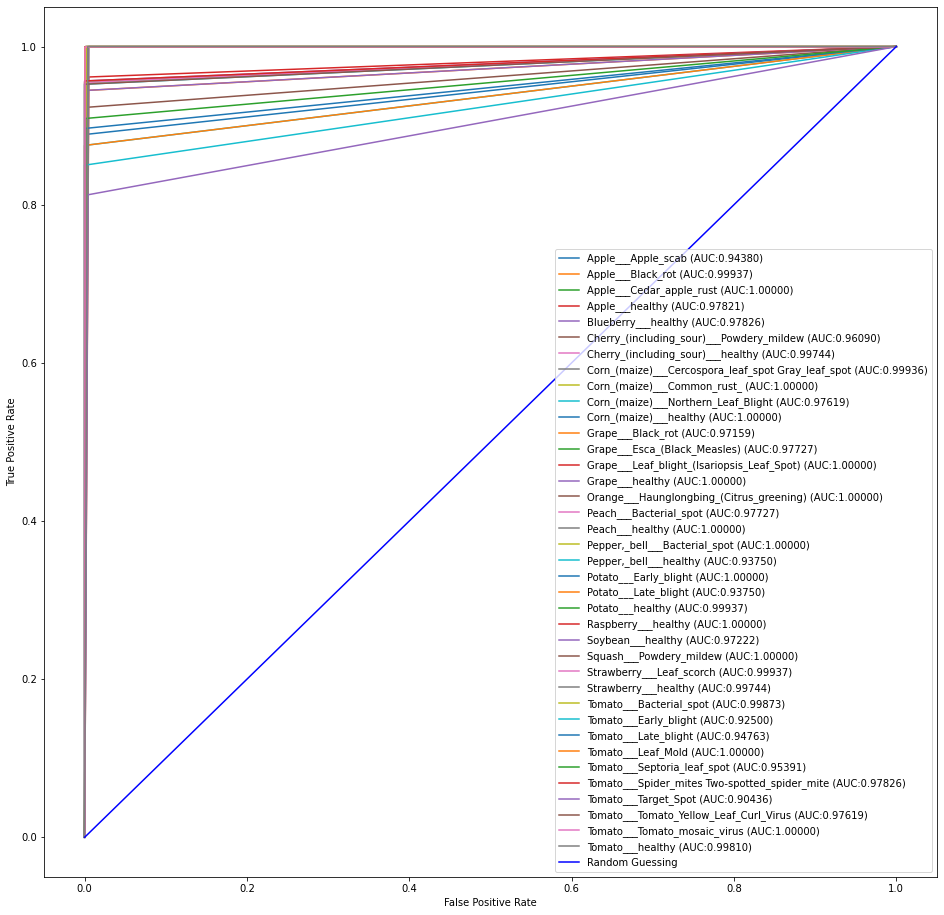 1.0
0.8
0.6
0.4
0.2
0.0
True Positive Rate
Apple___Apple_scab (AUC:0.94380)
Apple___Black_rot (AUC:0.99937)
Apple___Cedar_apple_rust (AUC:1.00000)
Apple___healthy (AUC:0.97821)
Blueberry___healthy (AUC:0.97826)
Cherry_(including_sour)___Powdery_mildew (AUC:0.96090)
Cherry_(including_sour)___healthy (AUC:0.99744)
Corn_(maize)___Cercospora_leaf_spot Gray_leaf_spot (AUC:0.99936)
Corn_(maize)___Common_rust_ (AUC:1.00000)
Corn_(maize)___Northern_Leaf_Blight (AUC:0.97619)
Corn_(maize)___healthy (AUC:1.00000)
Grape___Black_rot (AUC:0.97159)
Grape___Esca_(Black_Measles) (AUC:0.97727)
Grape___Leaf_blight_(Isariopsis_Leaf_Spot) (AUC:1.00000)
Grape___healthy (AUC:1.00000)
Orange___Haunglongbing_(Citrus_greening) (AUC:1.00000)
Peach___Bacterial_spot (AUC:0.97727)
Peach___healthy (AUC:1.00000)
Pepper,_bell___Bacterial_spot (AUC:1.00000)
Pepper,_bell___healthy (AUC:0.93750)
Potato___Early_blight (AUC:1.00000)
Potato___Late_blight (AUC:0.93750)
Potato___healthy (AUC:0.99937)
Raspberry___healthy (AUC:1.00000)
Soybean___healthy (AUC:0.97222)
Squash___Powdery_mildew (AUC:1.00000)
Strawberry___Leaf_scorch (AUC:0.99937)
Strawberry___healthy (AUC:0.99744)
Tomato___Bacterial_spot (AUC:0.99873)
Tomato___Early_blight (AUC:0.92500)
Tomato___Late_blight (AUC:0.94763)
Tomato___Leaf_Mold (AUC:1.00000)
Tomato___Septoria_leaf_spot (AUC:0.95391)
Tomato___Spider_mites Two-spotted_spider_mite (AUC:0.97826)
Tomato___Target_Spot (AUC:0.90436)
Tomato___Tomato_Yellow_Leaf_Curl_Virus (AUC:0.97619)
Tomato___Tomato_mosaic_virus (AUC:1.00000)
Tomato___healthy (AUC:0.99810)
Random Guessing
0.0 0.2 0.4 0.6 0.8 1.0
False Positive Rate